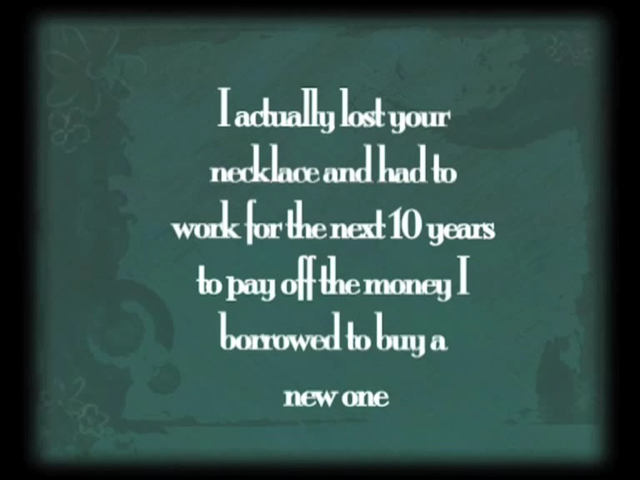 I actually lost your
necklace and had to
work for the next 10 years
to pay off the money I
borrowed to buy a
new one